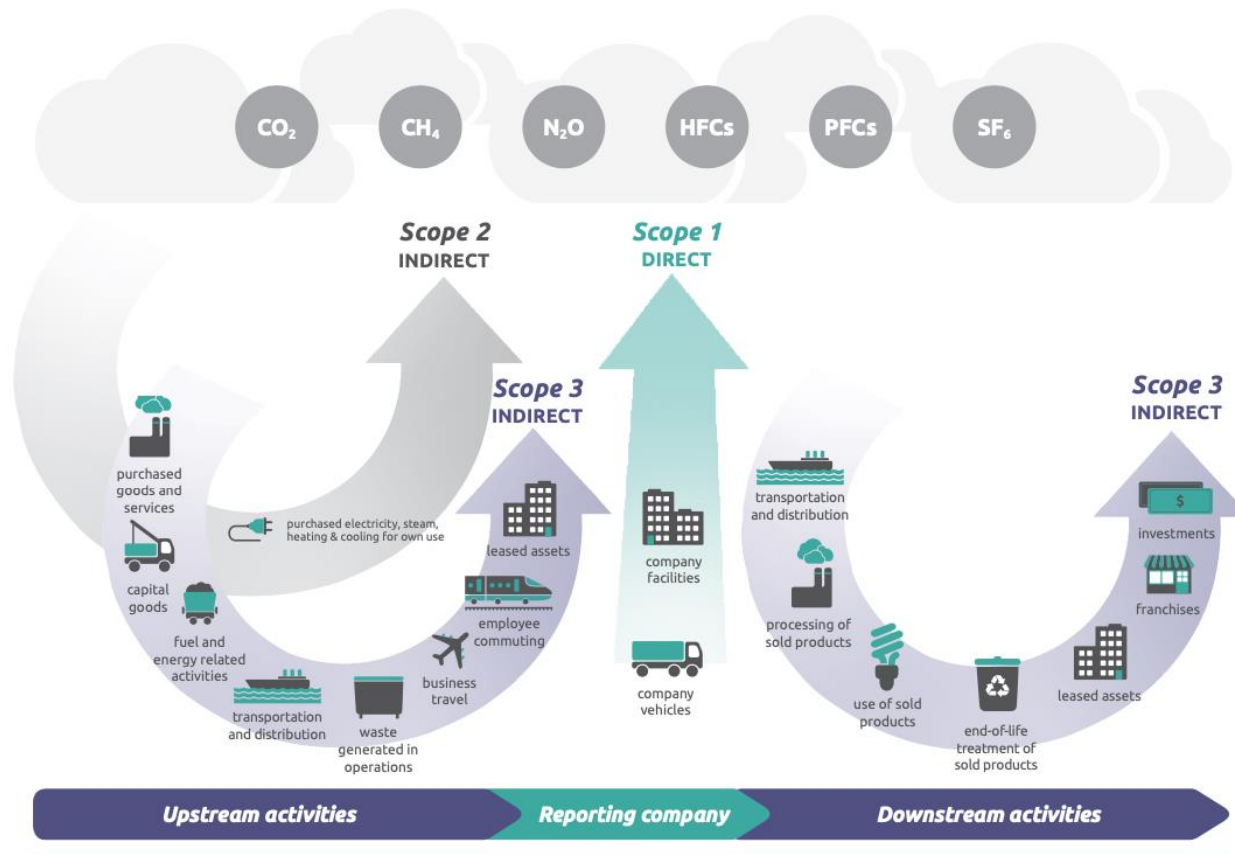 CO₂
CH₄
N₂O
HFCs
PFCs
SF₆
Scope 2
INDIRECT
Scope 1
DIRECT
Scope 3
INDIRECT
Scope 3
INDIRECT
purchased
goods and
services
capital
goods
fuel and
energy related
activities
purchased electricity, steam,
heating & cooling for own use
transportation
and distribution
waste
generated in
operations
business
travel
employee
commuting
leased assets
company
facilities
company
vehicles
transportation
and distribution
processing of
sold products
use of sold
products
end-of-life
treatment of
sold products
leased assets
franchises
$
investments
Upstream activities
Reporting company
Downstream activities